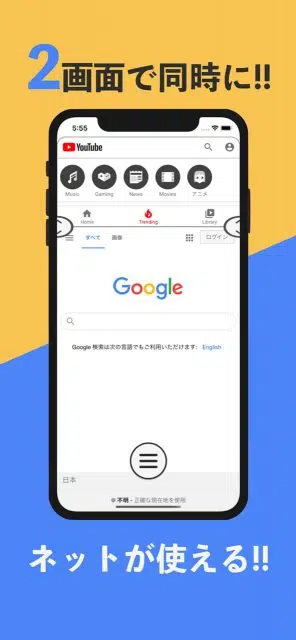 2画面で同時に!!
5:55
YouTube
Music Gaming News Movies アニメ
Home Trending Library
すべて 画像 ログイン
Google
Google 検索は次の言語でもご利用いただけます: English
日本
不明 - 正確な現在地を使用
ネットが使える!!